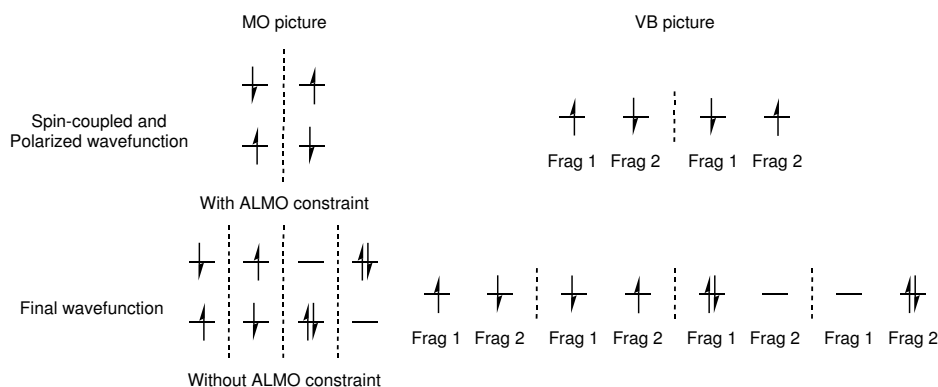 MO picture
VB picture
Spin-coupled and
Polarized wavefunction
Frag 1 Frag 2 Frag 1 Frag 2
With ALMO constraint
Final wavefunction
Frag 1 Frag 2 Frag 1 Frag 2 Frag 1 Frag 2 Frag 1 Frag 2
Without ALMO constraint